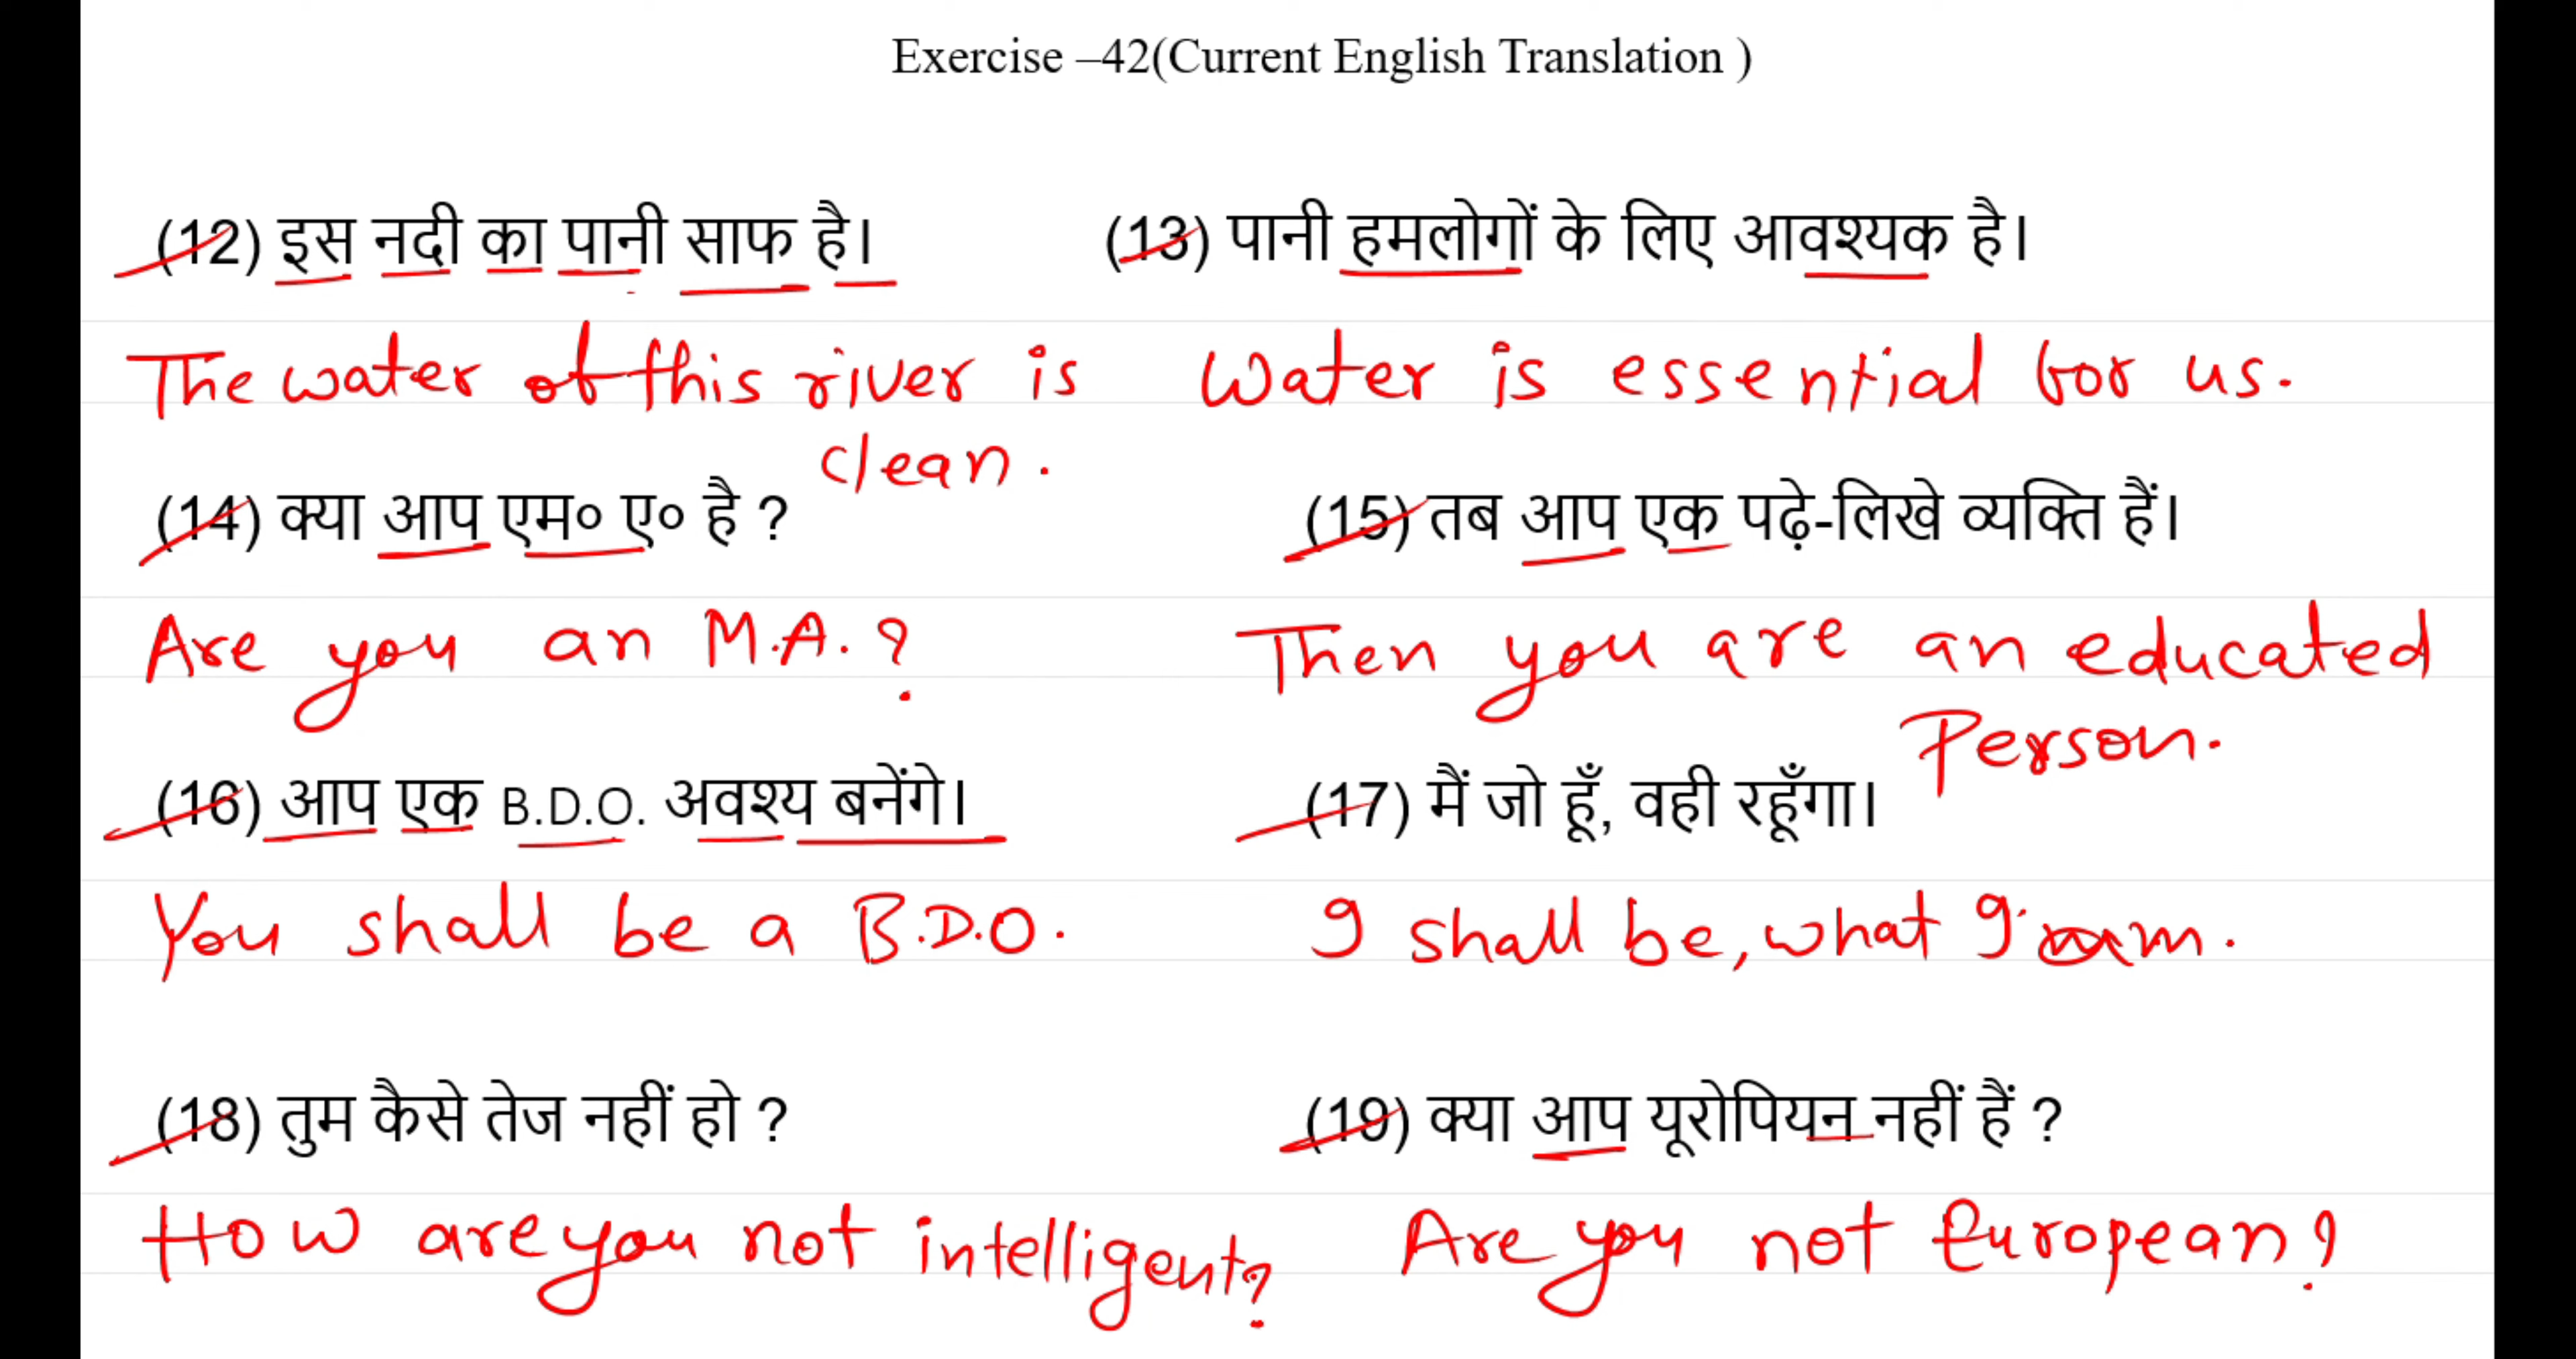 Exercise –42(Current English Translation )
(12) इस नदी का पानी साफ है।
(13) पानी हमलोगों के लिए आवश्यक है।
The water of this river is
clean.
Water is essential for us.
(14) क्या आप एम० ए० है ?
(15) तब आप एक पढ़े-लिखे व्यक्ति हैं।
Are you an M.A.?
Then you are an educated
Person.
(16) आप एक B.D.O. अवश्य बनेंगे।
(17) मैं जो हूँ, वही रहूँगा।
You shall be a B.D.O.
I shall be, what I'm.
(18) तुम कैसे तेज नहीं हो ?
(19) क्या आप यूरोपियन नहीं हैं ?
How are you not intelligent?
Are you not European?